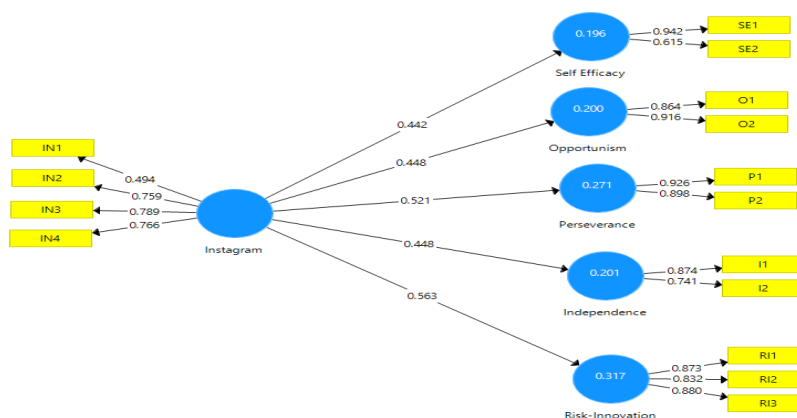 IN1
IN2
IN3
IN4
0.494
0.759
0.789
0.766
Instagram
0.442
0.448
0.521
0.448
0.563
0.196
Self Efficacy
0.942
0.615
SE1
SE2
0.200
Opportunism
0.864
0.916
O1
O2
0.271
Perseverance
0.926
0.898
P1
P2
0.201
Independence
0.874
0.741
I1
I2
0.317
Risk-Innovation
0.873
0.832
0.880
RI1
RI2
RI3